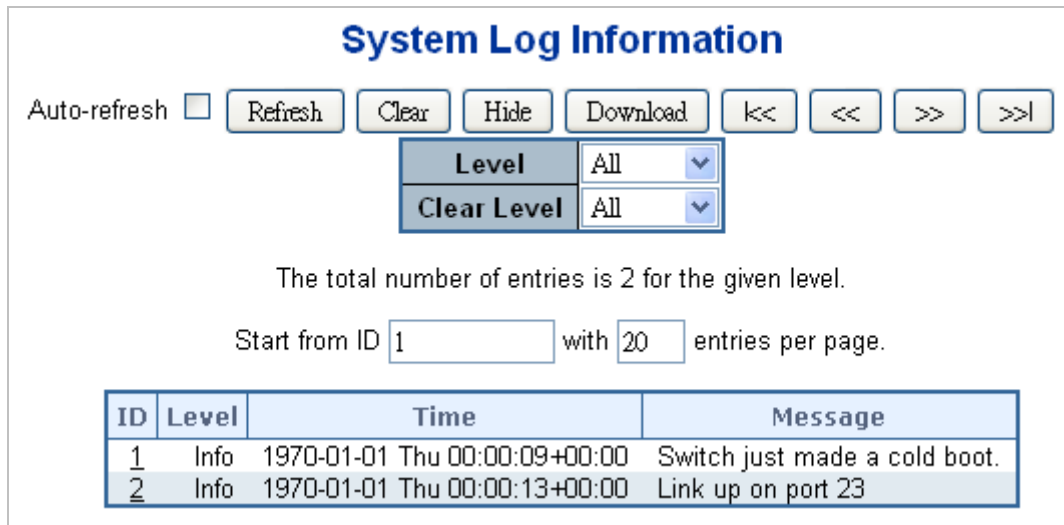 System Log Information
Auto-refresh Refresh Clear Hide Download |<< << >> >>|
Level All
Clear Level All
The total number of entries is 2 for the given level.
Start from ID 1 with 20 entries per page.
ID Level Time Message
1 Info 1970-01-01 Thu 00:00:09+00:00 Switch just made a cold boot.
2 Info 1970-01-01 Thu 00:00:13+00:00 Link up on port 23